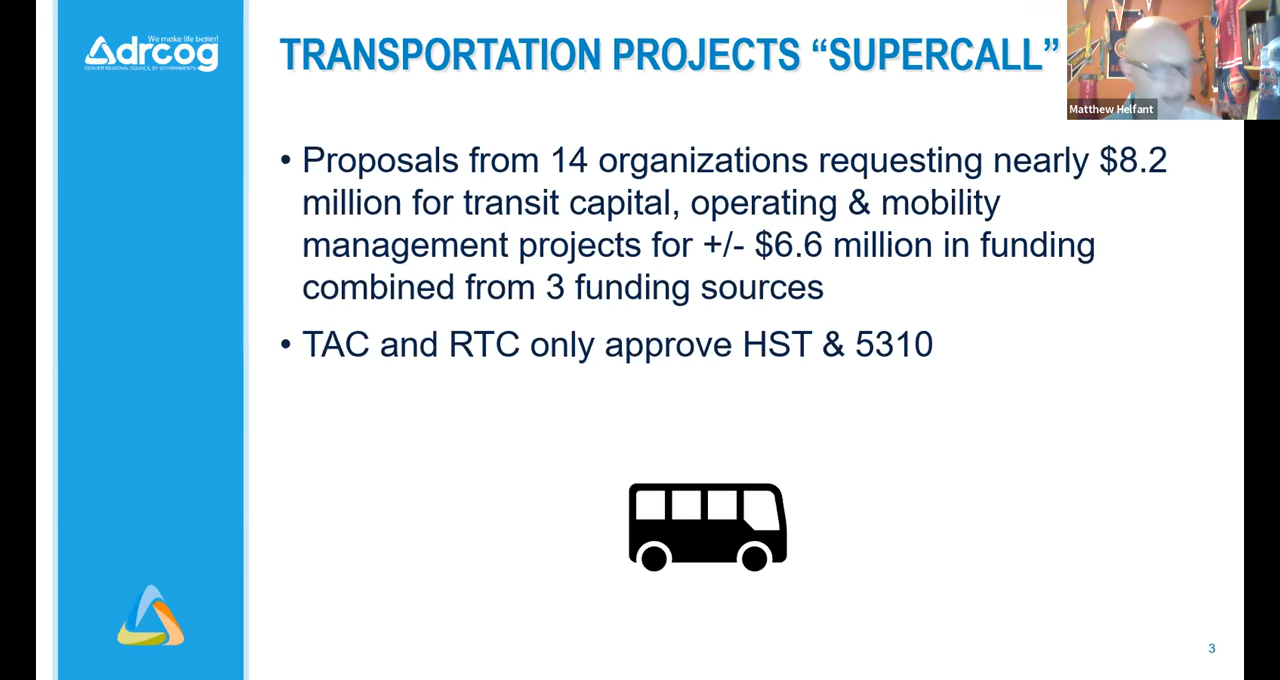 We make life better!
drcog
DENVER REGIONAL COUNCIL OF GOVERNMENTS
TRANSPORTATION PROJECTS “SUPERCALL”
Matthew Helfant
• Proposals from 14 organizations requesting nearly $8.2
million for transit capital, operating & mobility
management projects for +/- $6.6 million in funding
combined from 3 funding sources
• TAC and RTC only approve HST & 5310
3